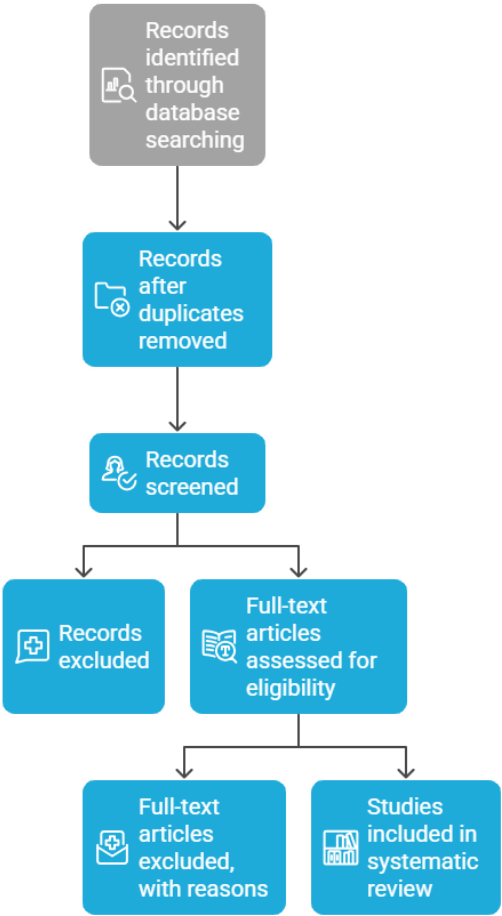 Records
identified
through
database
searching
Records
after
duplicates
removed
Records
screened
Records
excluded
Full-text
articles
assessed for
eligibility
Full-text
articles
excluded,
with reasons
Studies
included in
systematic
review